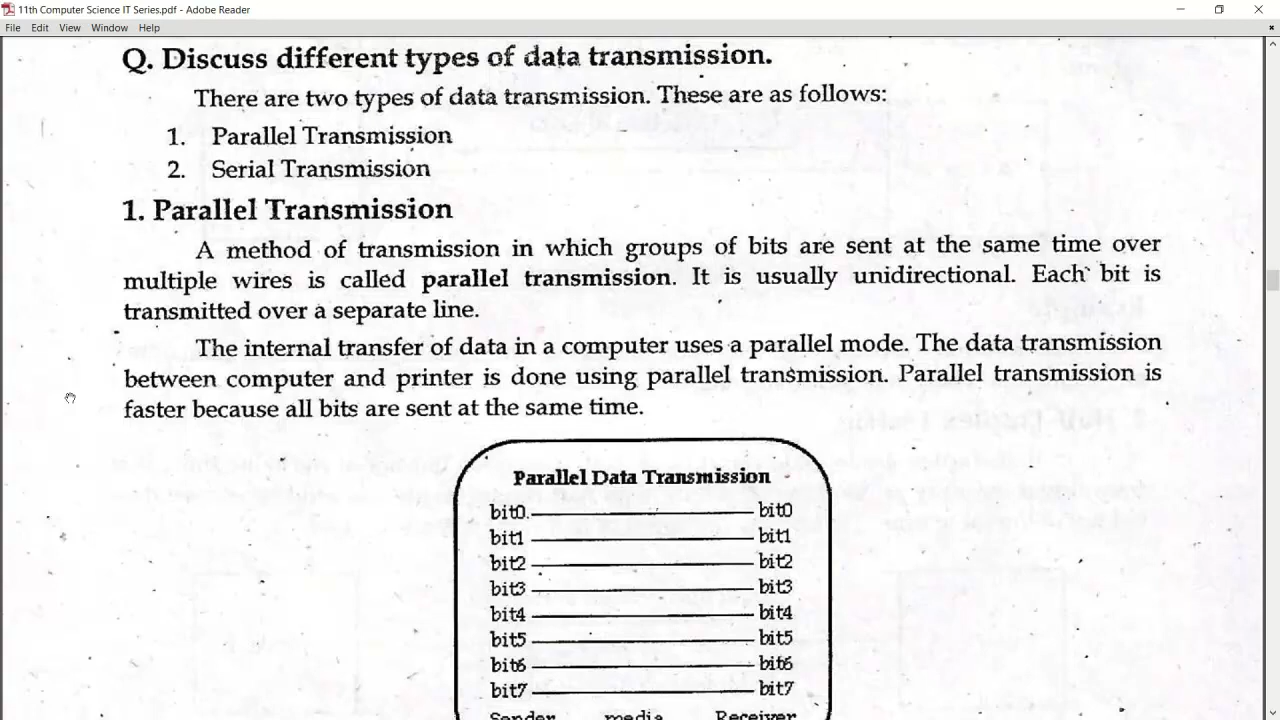 11th Computer Science IT Series.pdf - Adobe Reader
File Edit View Window Help
Q. Discuss different types of data transmission.
There are two types of data transmission. These are as follows:
1. Parallel Transmission
2. Serial Transmission
1. Parallel Transmission
A method of transmission in which groups of bits are sent at the same time over
multiple wires is called parallel transmission. It is usually unidirectional. Each bit is
transmitted over a separate line.
The internal transfer of data in a computer uses a parallel mode. The data transmission
between computer and printer is done using parallel transmission. Parallel transmission is
faster because all bits are sent at the same time.
Parallel Data Transmission
bit0 bit0
bit1 bit1
bit2 bit2
bit3 bit3
bit4 bit4
bit5 bit5
bit6 bit6
bit7 bit7
Sender media Receiver